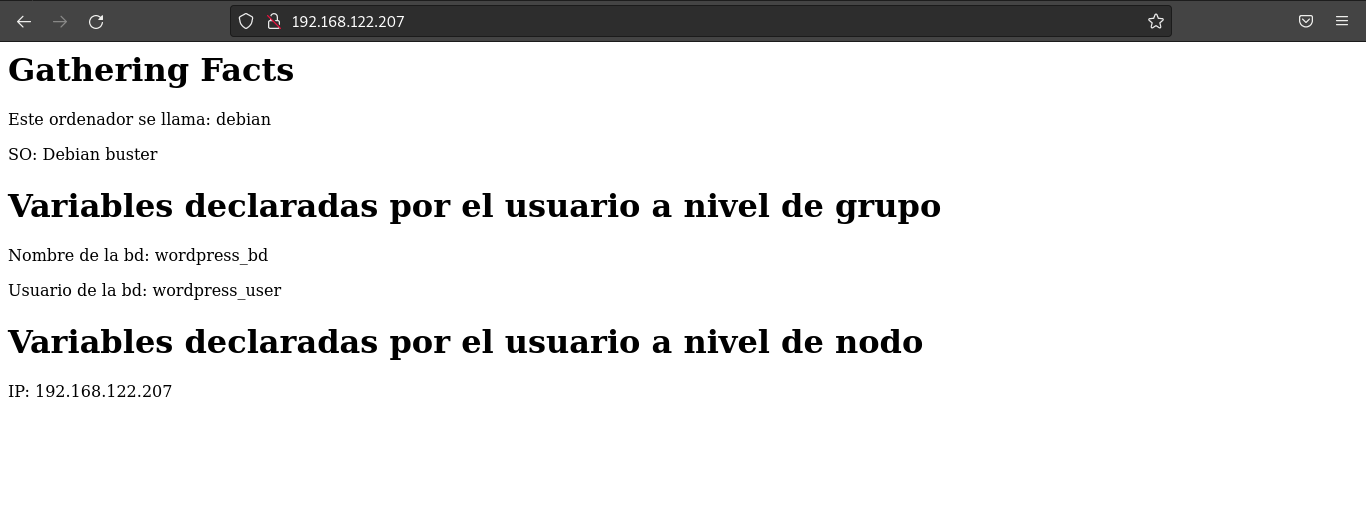 192.168.122.207
Gathering Facts
Este ordenador se llama: debian
SO: Debian buster
Variables declaradas por el usuario a nivel de grupo
Nombre de la bd: wordpress_bd
Usuario de la bd: wordpress_user
Variables declaradas por el usuario a nivel de nodo
IP: 192.168.122.207